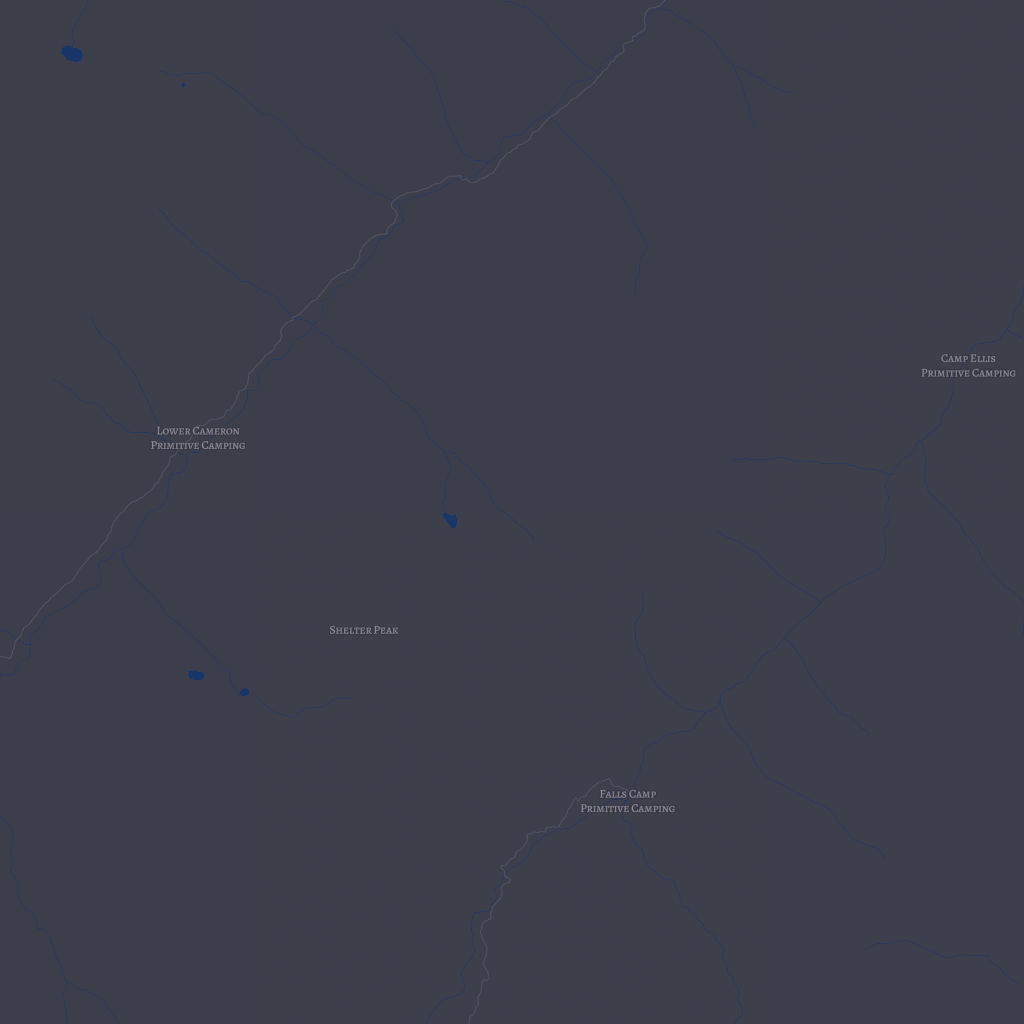 Camp Ellis
Primitive Camping
Lower Cameron
Primitive Camping
Shelter Peak
Falls Camp
Primitive Camping